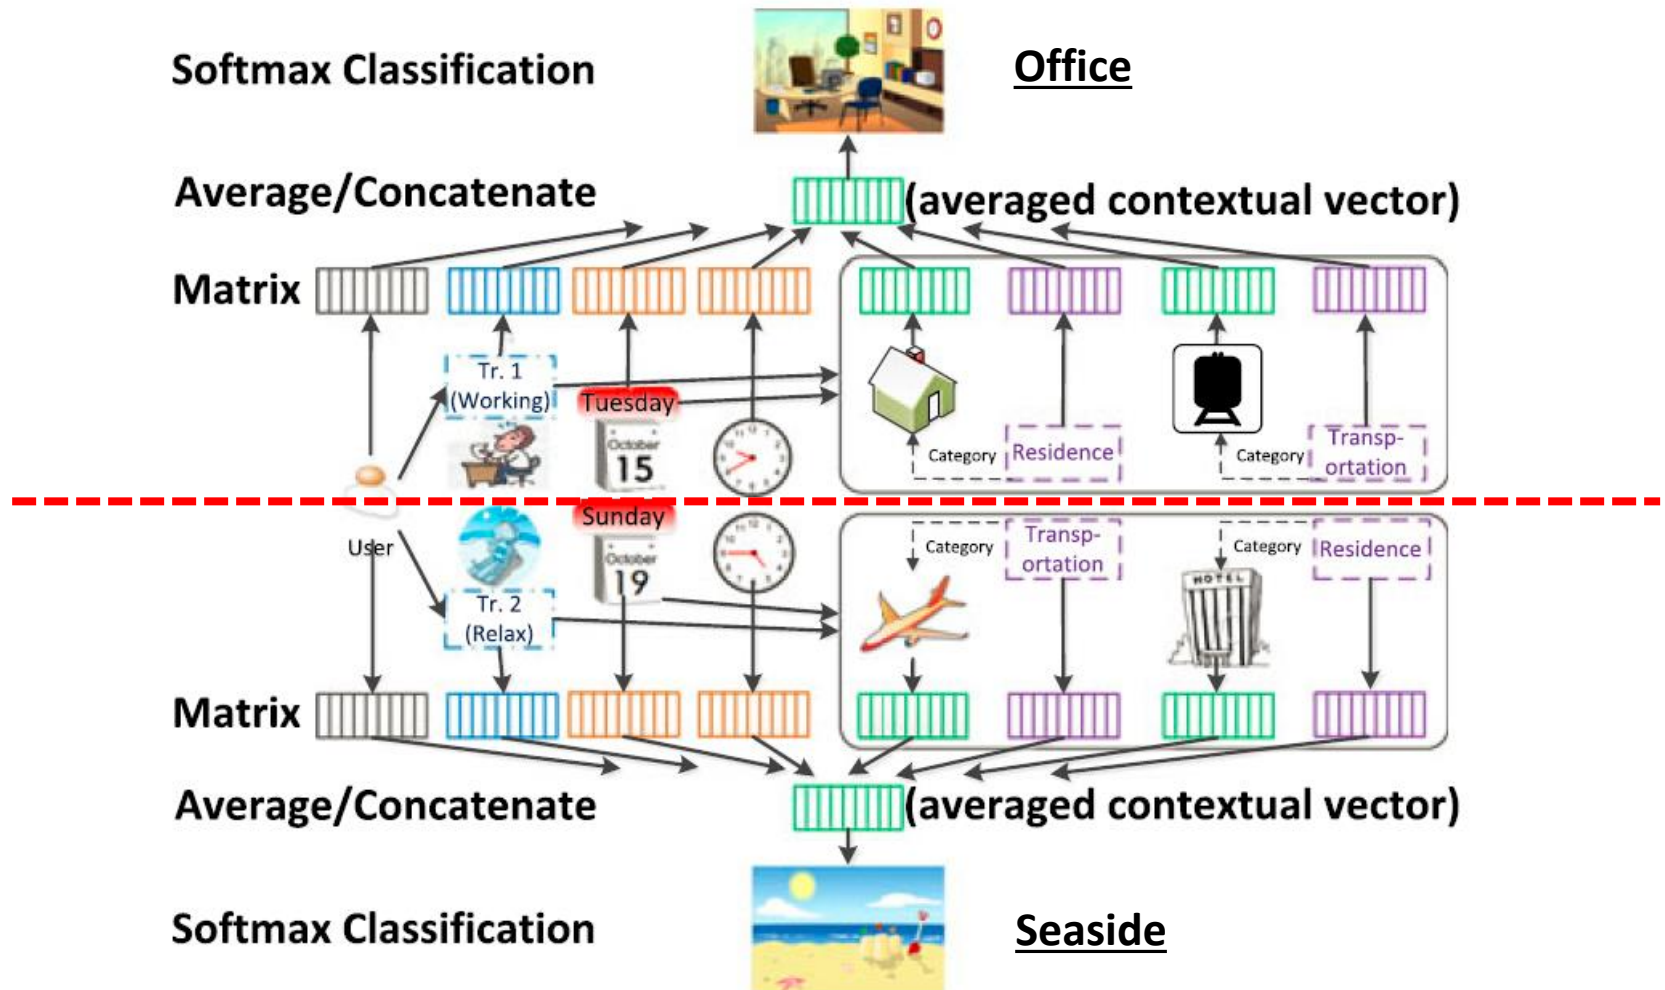 Softmax Classification
Office
Average/Concatenate
(averaged contextual vector)
Matrix
Tr. 1
(Working)
Tuesday
October
15
Category
Residence
Category
Transp-
ortation
User
Sunday
October
19
Tr. 2
(Relax)
Category
Transp-
ortation
Category
Residence
HOTEL
Matrix
Average/Concatenate
(averaged contextual vector)
Softmax Classification
Seaside